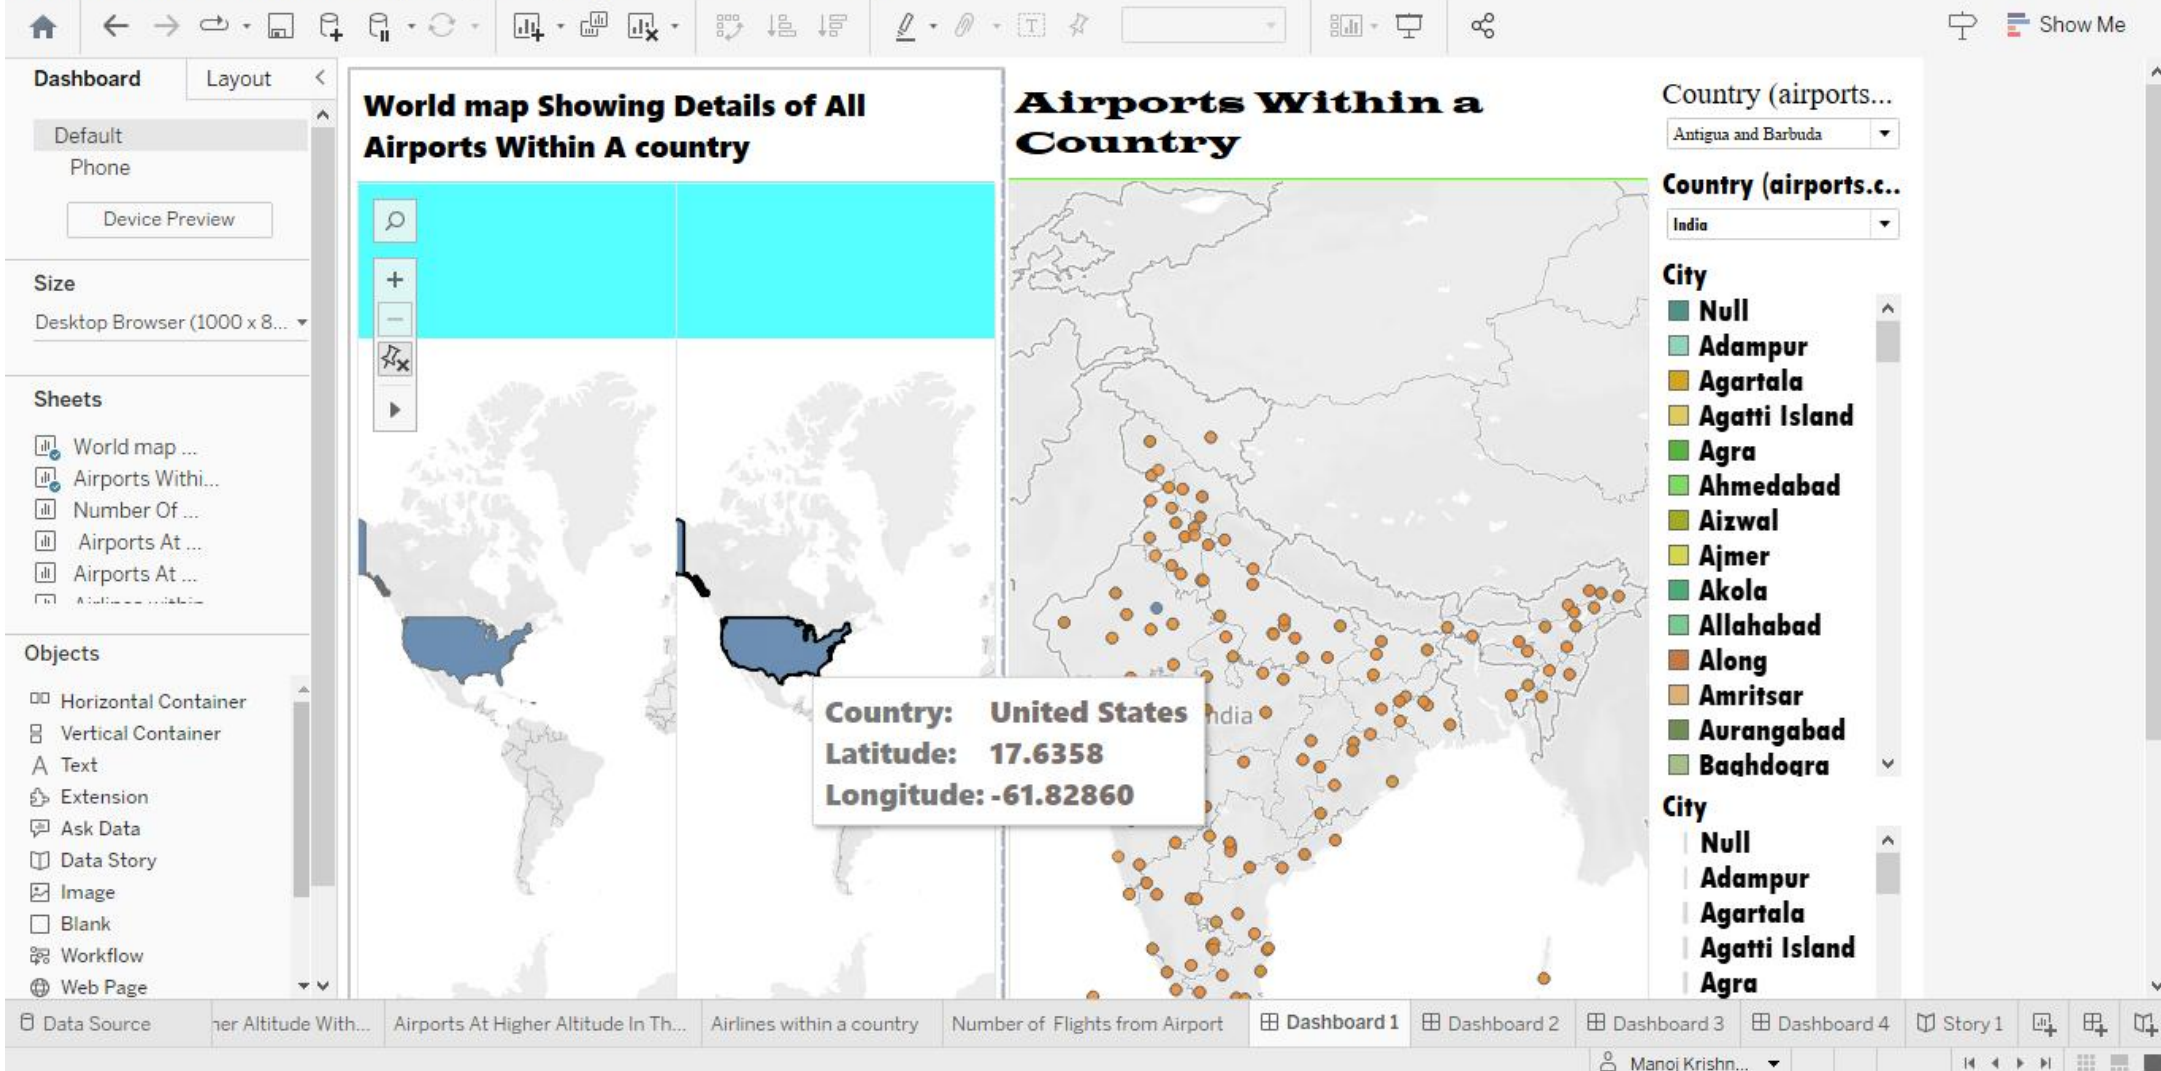 Show Me
Dashboard
Layout
Default
Phone
Device Preview
Size
Desktop Browser (1000 x 8...
Sheets
World map ...
Airports Withi...
Number Of ...
Airports At ...
Airports At ...
Objects
Horizontal Container
Vertical Container
Text
Extension
Ask Data
Data Story
Image
Blank
Workflow
Web Page
World map Showing Details of All
Airports Within A country
Country: United States
Latitude: 17.6358
Longitude: -61.82860
Airports Within a
Country
ndia
Country (airports...
Antigua and Barbuda
Country (airports.c..
India
City
Null
Adampur
Agartala
Agatti Island
Agra
Ahmedabad
Aizwal
Ajmer
Akola
Allahabad
Along
Amritsar
Aurangabad
Baghdogra
City
Null
Adampur
Agartala
Agatti Island
Agra
Data Source
ner Altitude With...
Airports At Higher Altitude In Th...
Airlines within a country
Number of Flights from Airport
Dashboard 1
Dashboard 2
Dashboard 3
Dashboard 4
Story 1
Manoj Krishn...